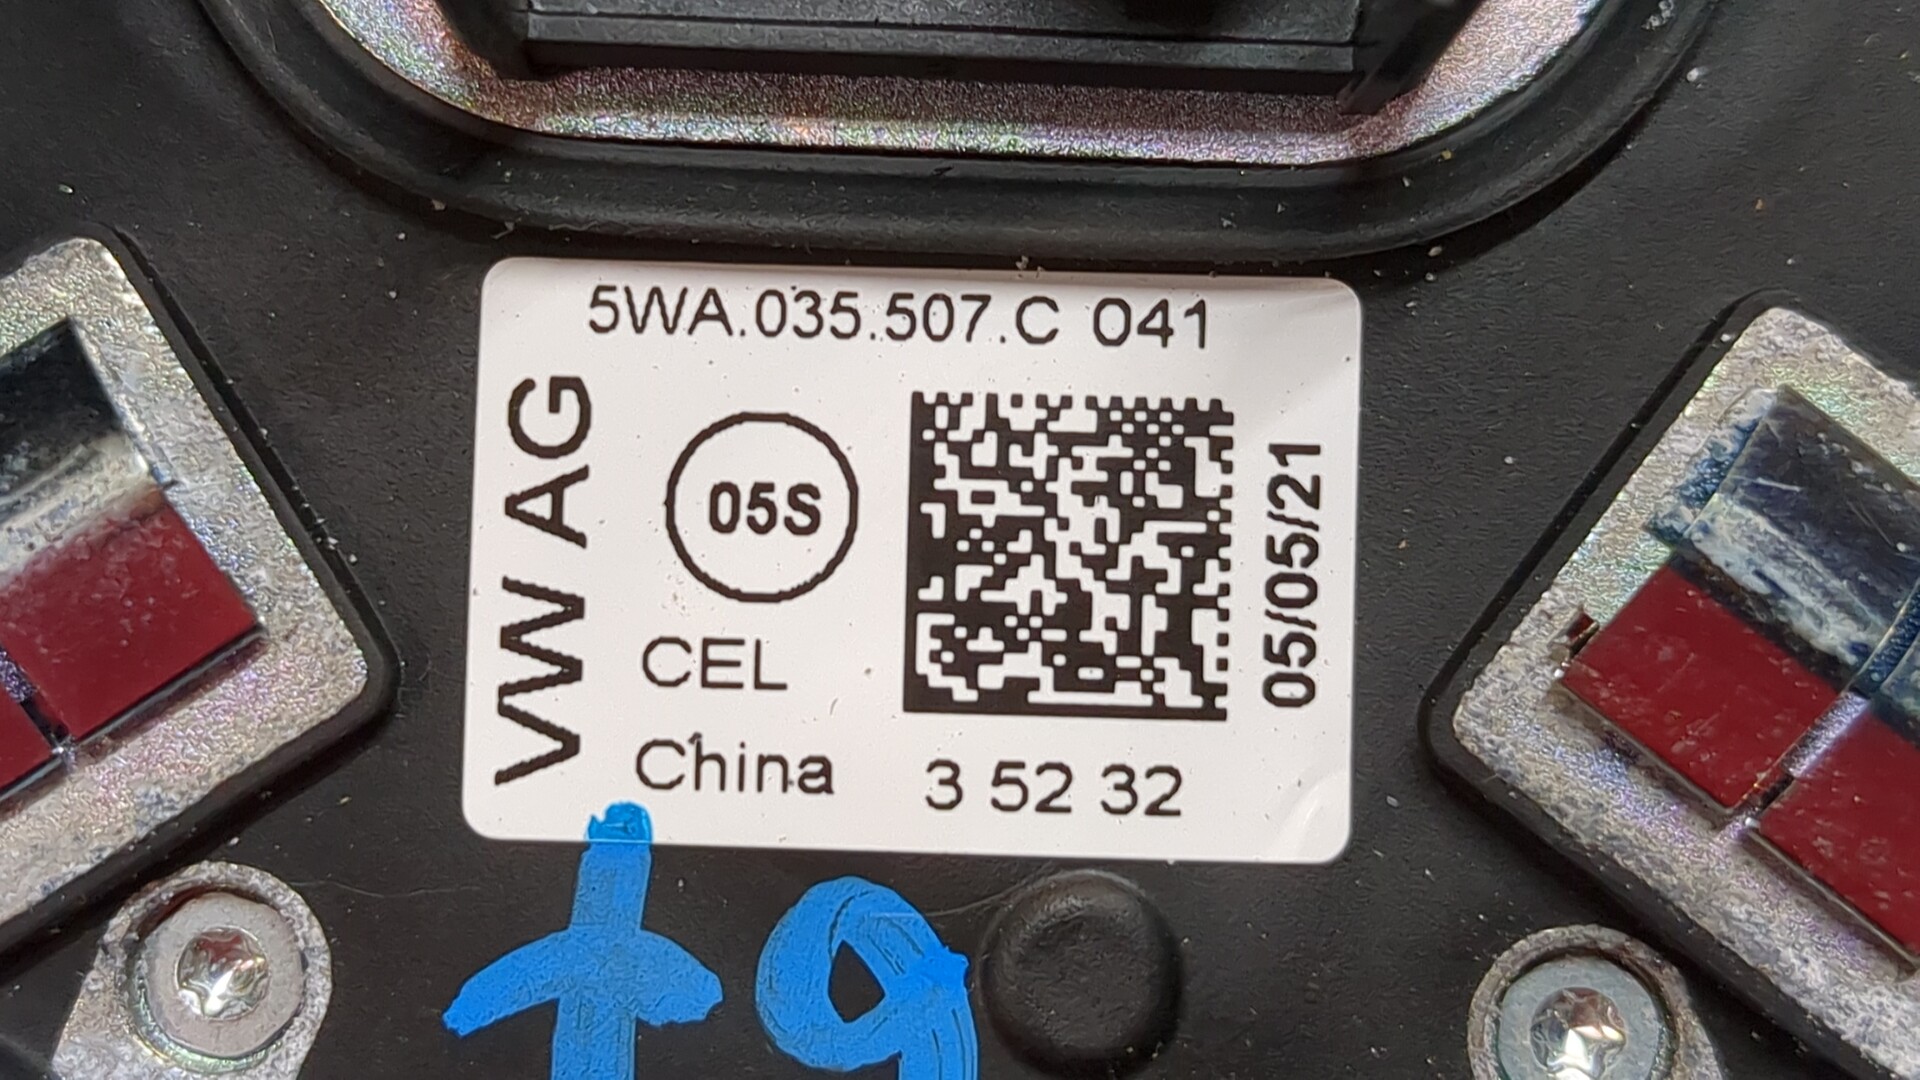 5WA.035.507.C 041
VW AG
05S
CEL
China
3 52 32
05/05/21